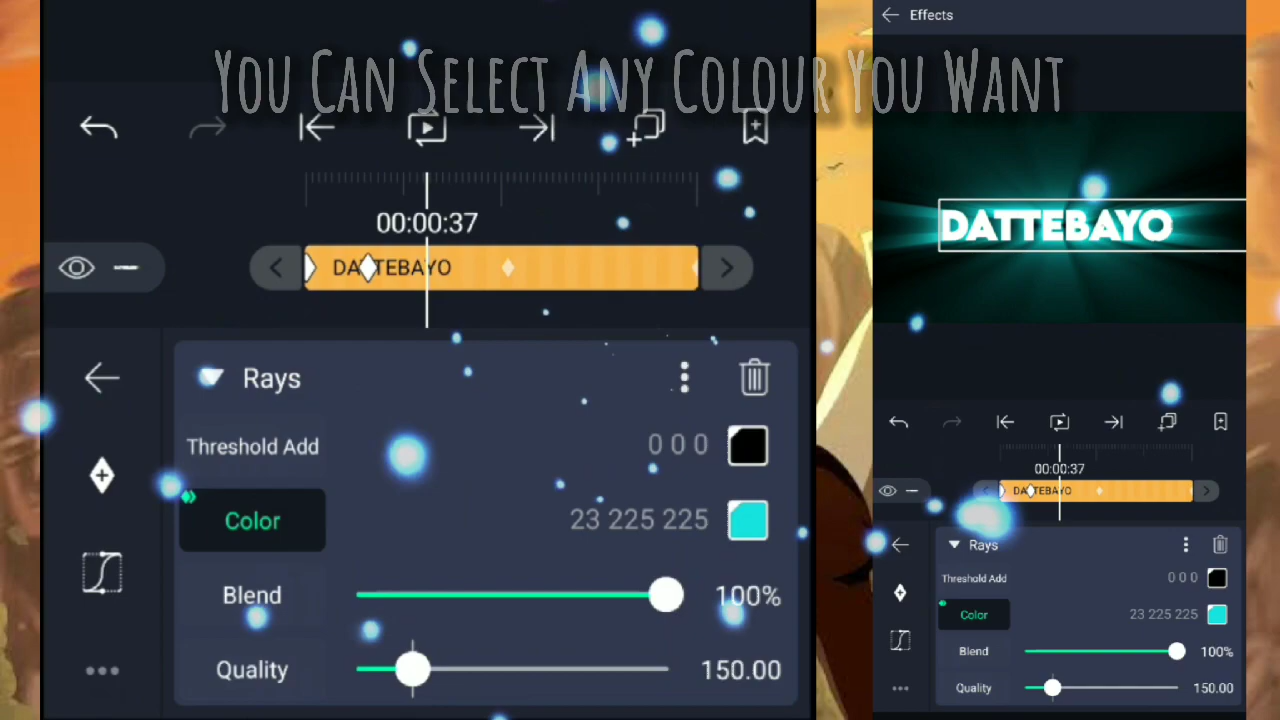 You Can Select Any Colour You Want
00:00:37
DATTEBAYO
Rays
Threshold Add
0 0 0
Color
23 225 225
Blend
100%
Quality
150.00
Effects
DATTEBAYO
00:00:37
DATTEBAYO
Rays
Threshold Add
0 0 0
Color
23 225 225
Blend
100%
Quality
150.00